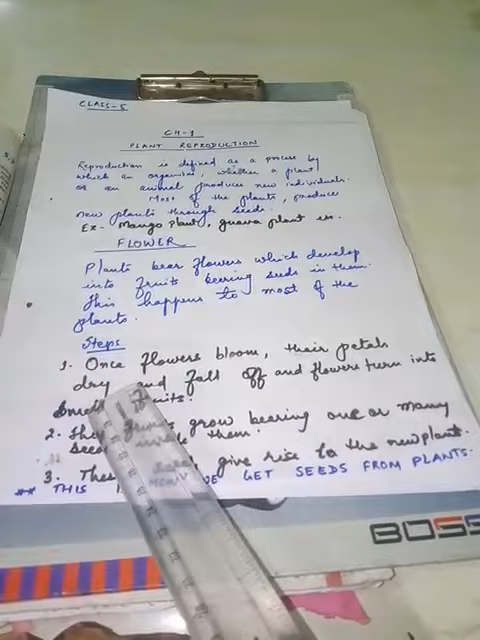 CLASS-5
CH-1
PLANT REPRODUCTION
Reproduction is defined as a process by
which an organism, whether a plant
or an animal produces new individuals.
Most of the plants, produce
new plants through seeds.
Ex- Mango plant, guava plant
FLOWER
Plants bear flowers which develop
into fruits bearing seeds in them.
This happens to most of the
plants.
Steps
1. Once flowers bloom, their petals
dry and fall off and flowers turn into
small fruits.
2. grow bearing one or many
seeds them.
3. give rise to the new plant.
** THIS GET SEEDS FROM PLANTS.
BOSS